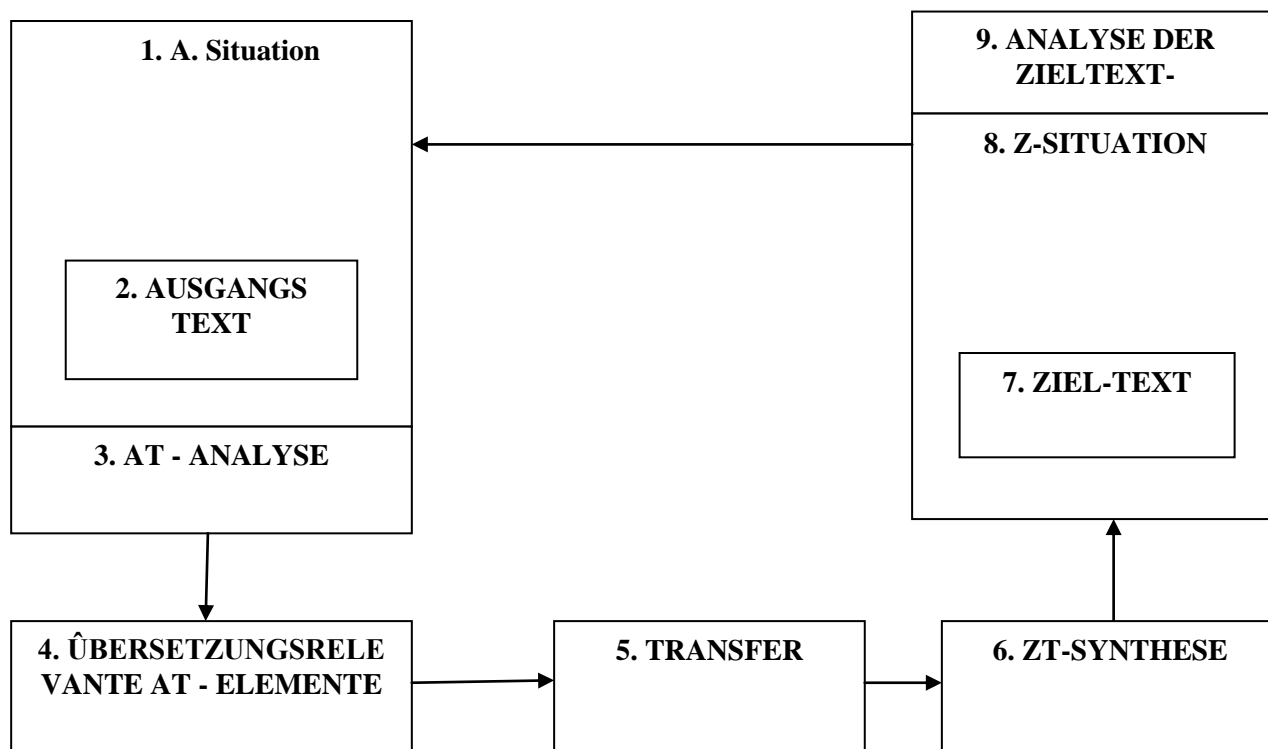 1. A. Situation
2. AUSGANGS
TEXT
3. AT - ANALYSE
4. ÛBERSETZUNGSRELE
VANTE AT - ELEMENTE
5. TRANSFER
6. ZT-SYNTHESE
7. ZIEL-TEXT
8. Z-SITUATION
9. ANALYSE DER
ZIELTEXT-